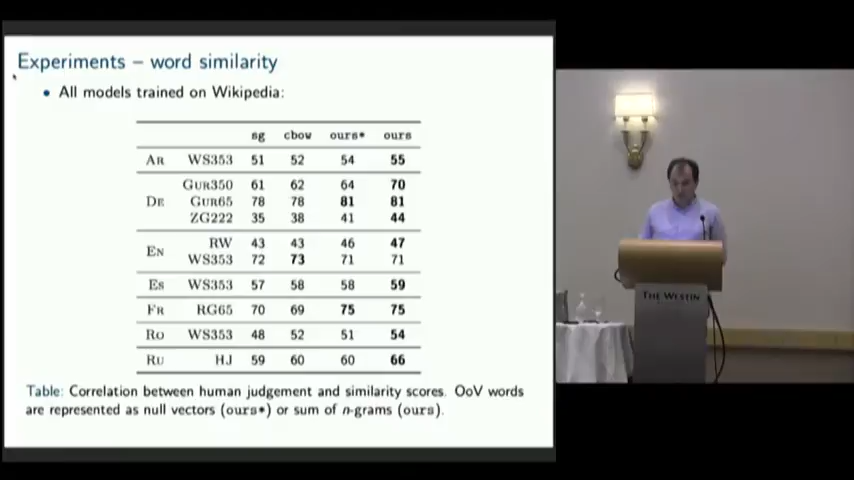 Experiments – word similarity
• All models trained on Wikipedia:
sg cbow ours* ours
AR WS353 51 52 54 55
GUR350 61 62 64 70
DE GUR65 78 78 81 81
ZG222 35 38 41 44
EN RW 43 43 46 47
WS353 72 73 71 71
ES WS353 57 58 58 59
FR RG65 70 69 75 75
RO WS353 48 52 51 54
RU HJ 59 60 60 66
Table: Correlation between human judgement and similarity scores. OoV words
are represented as null vectors (ours*) or sum of n-grams (ours).
THE WESTIN